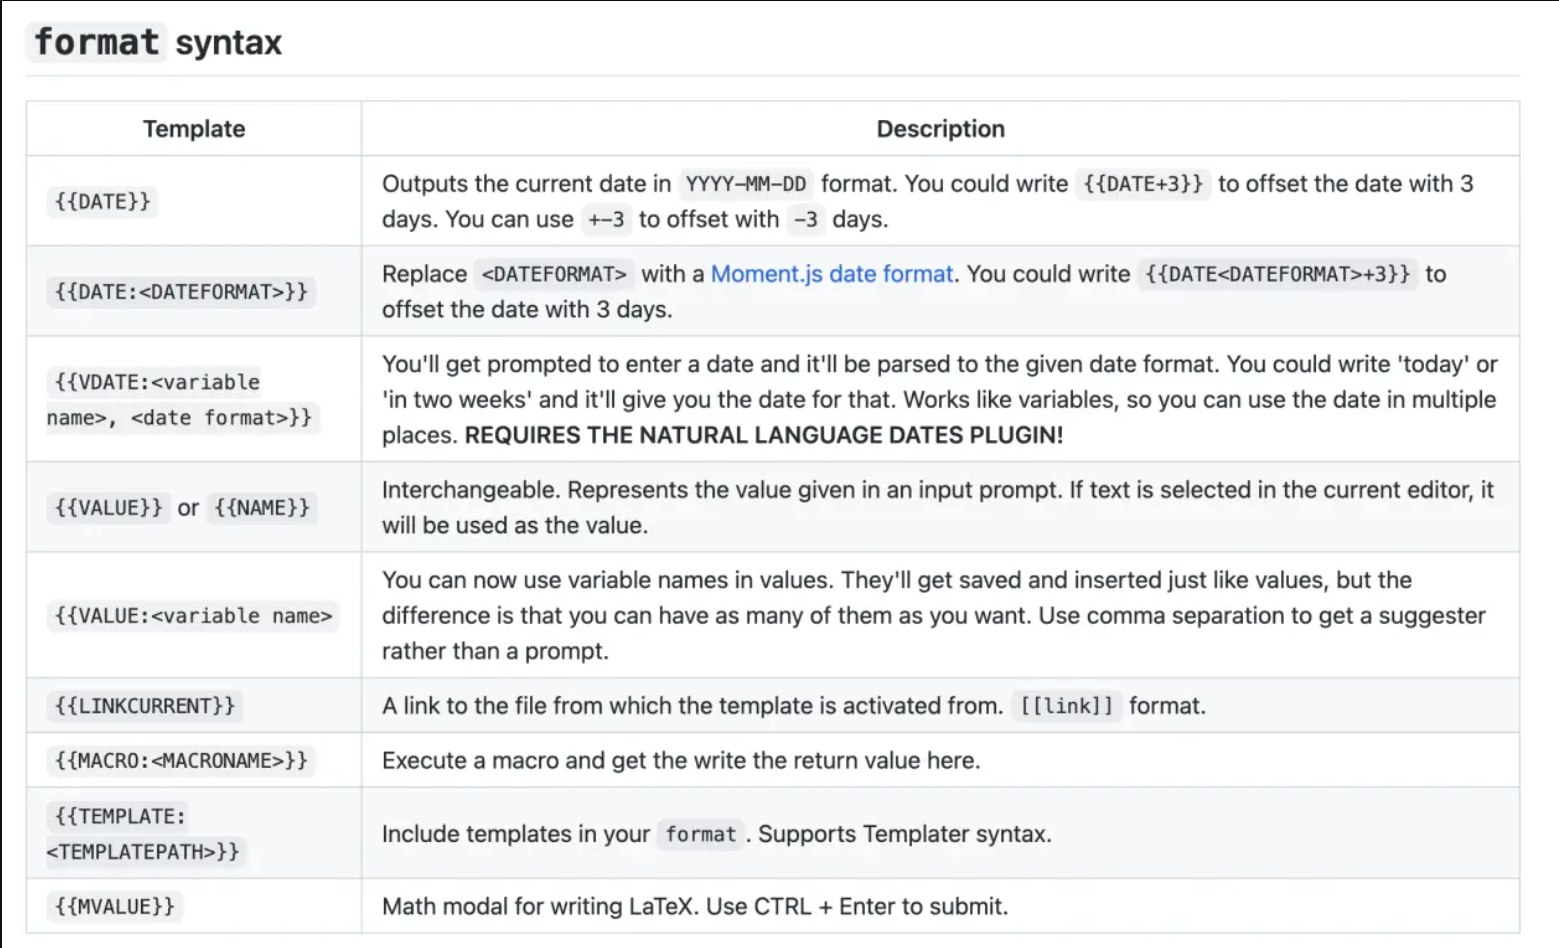 format syntax
Template
Description
{{DATE}}
Outputs the current date in YYYY-MM-DD format. You could write {{DATE+3}} to offset the date with 3
days. You can use +-3 to offset with -3 days.
{{DATE:<DATEFORMAT>}}
Replace <DATEFORMAT> with a Moment.js date format. You could write {{DATE<DATEFORMAT>+3}} to
offset the date with 3 days.
{{VDATE:<variable
name>, <date format>}}
You'll get prompted to enter a date and it'll be parsed to the given date format. You could write 'today' or
'in two weeks' and it'll give you the date for that. Works like variables, so you can use the date in multiple
places. REQUIRES THE NATURAL LANGUAGE DATES PLUGIN!
{{VALUE}} or {{NAME}}
Interchangeable. Represents the value given in an input prompt. If text is selected in the current editor, it
will be used as the value.
{{VALUE:<variable name>
You can now use variable names in values. They'll get saved and inserted just like values, but the
difference is that you can have as many of them as you want. Use comma separation to get a suggester
rather than a prompt.
{{LINKCURRENT}}
A link to the file from which the template is activated from. [[link]] format.
{{MACRO:<MACRONAME>}}
Execute a macro and get the write the return value here.
{{TEMPLATE:
<TEMPLATEPATH>}}
Include templates in your format. Supports Templater syntax.
{{MVALUE}}
Math modal for writing LaTeX. Use CTRL + Enter to submit.